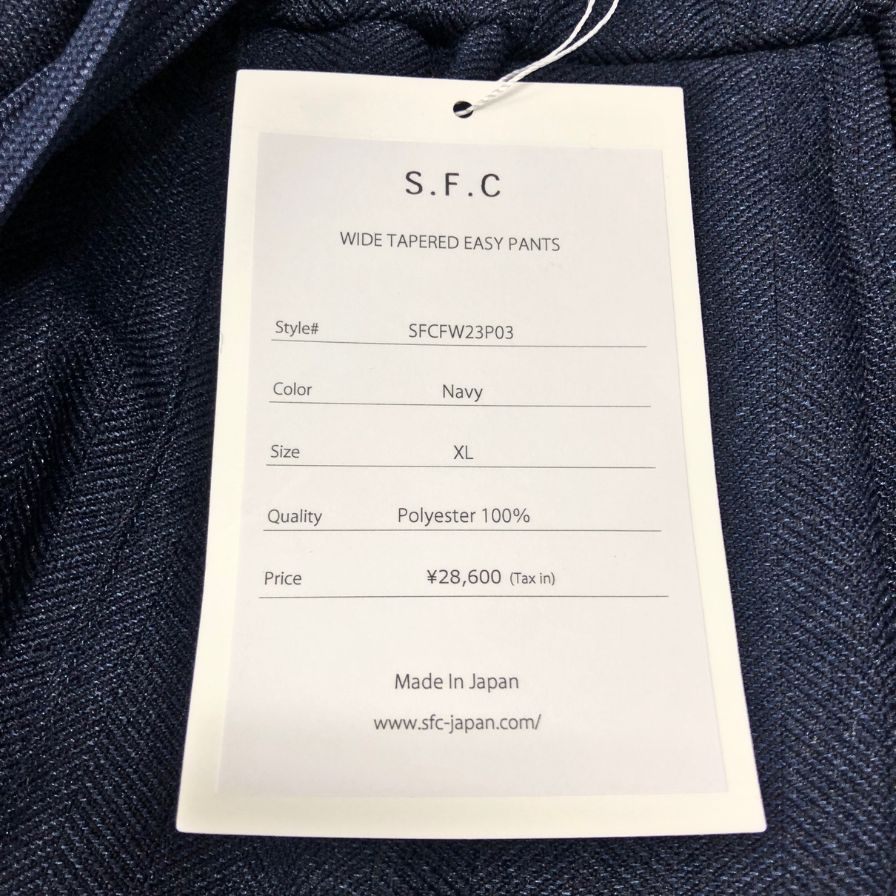 S.F.C
WIDE TAPERED EASY PANTS
Style# SFCFW23P03
Color Navy
Size XL
Quality Polyester 100%
Price ¥28,600 (Tax in)
Made In Japan
www.sfc-japan.com/